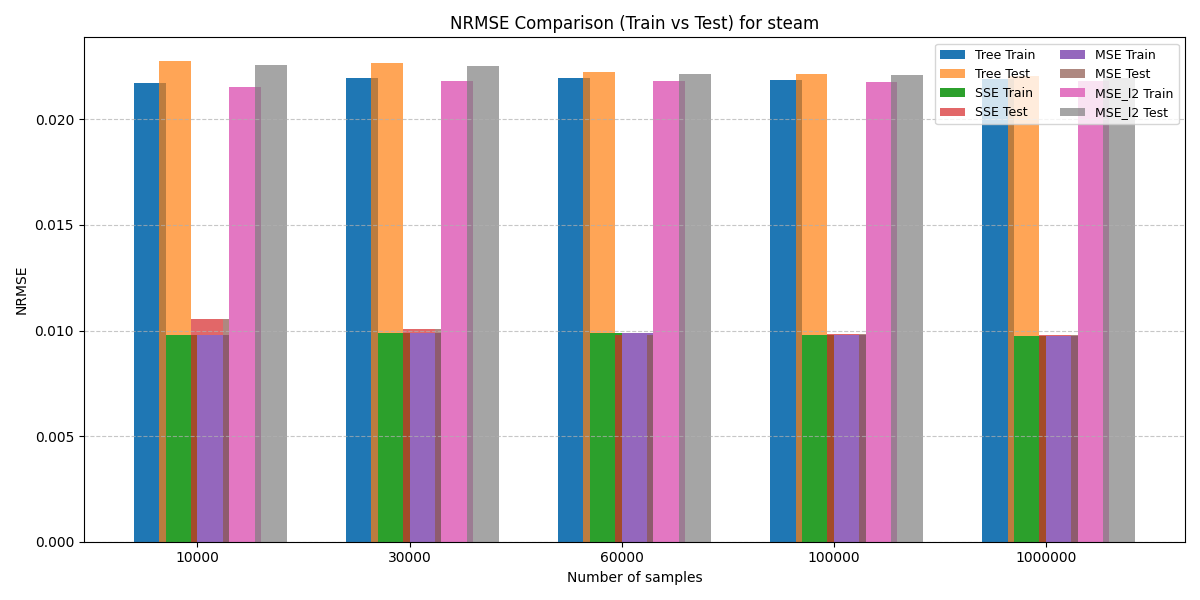 NRMSE Comparison (Train vs Test) for steam
Tree Train
Tree Test
SSE Train
SSE Test
MSE Train
MSE Test
MSE_l2 Train
MSE_l2 Test
NRMSE
0.020
0.015
0.010
0.005
0.000
10000
30000
60000
100000
1000000
Number of samples